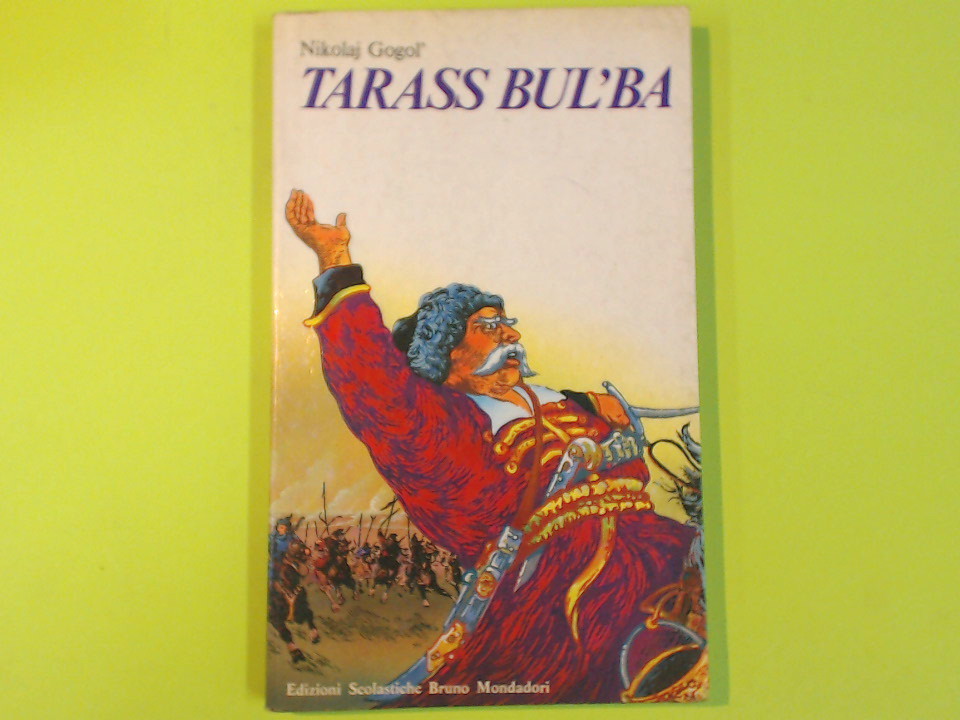 Nikolaj Gogol'
TARASS BUL'BA
Edizioni Scolastiche Bruno Mondadori